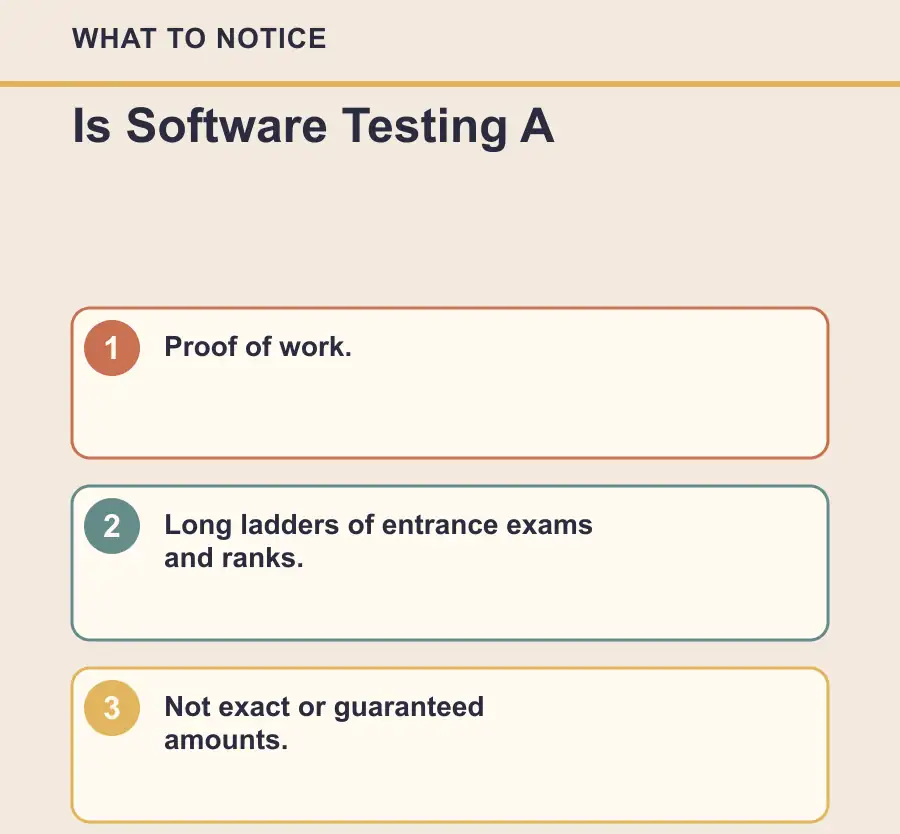 WHAT TO NOTICE
Is Software Testing A
1
Proof of work.
2
Long ladders of entrance exams
and ranks.
3
Not exact or guaranteed
amounts.